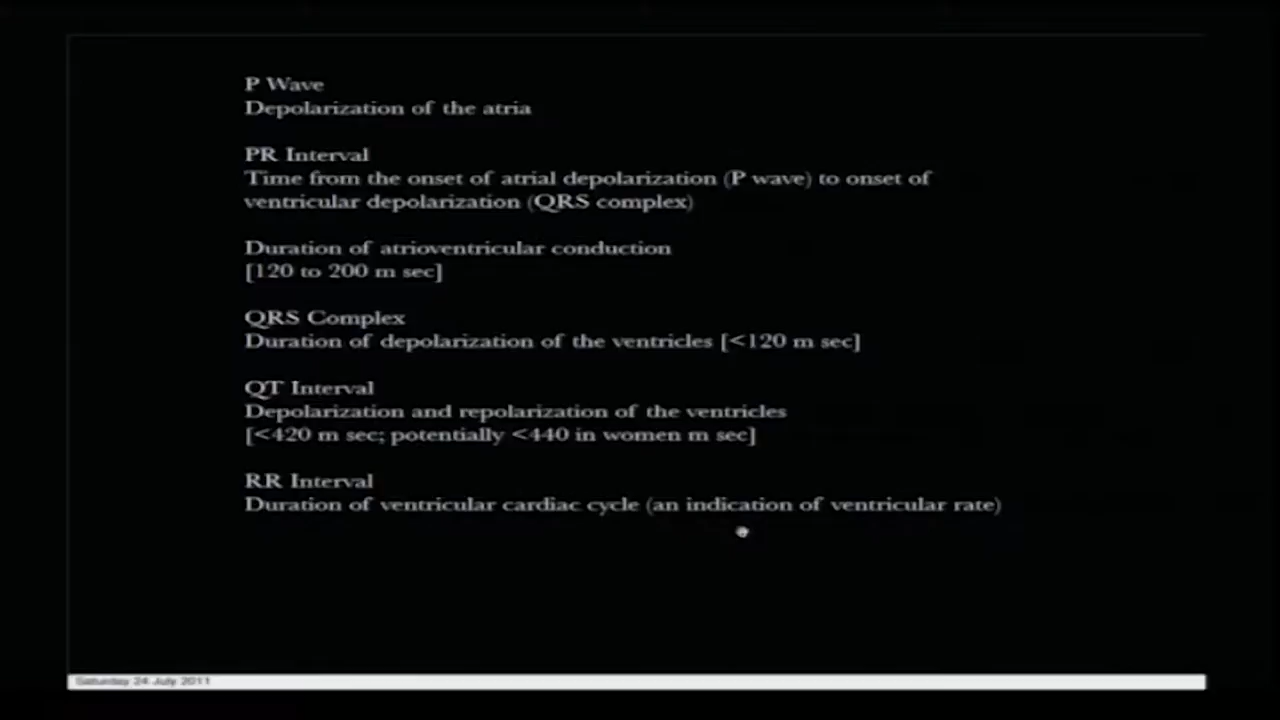 P Wave
Depolarization of the atria
PR Interval
Time from the onset of atrial depolarization (P wave) to onset of
ventricular depolarization (QRS complex)
Duration of atrioventricular conduction
[120 to 200 m sec]
QRS Complex
Duration of depolarization of the ventricles [<120 m sec]
QT Interval
Depolarization and repolarization of the ventricles
[<420 m sec; potentially <440 in women m sec]
RR Interval
Duration of ventricular cardiac cycle (an indication of ventricular rate)
Saturday 24 July 2011